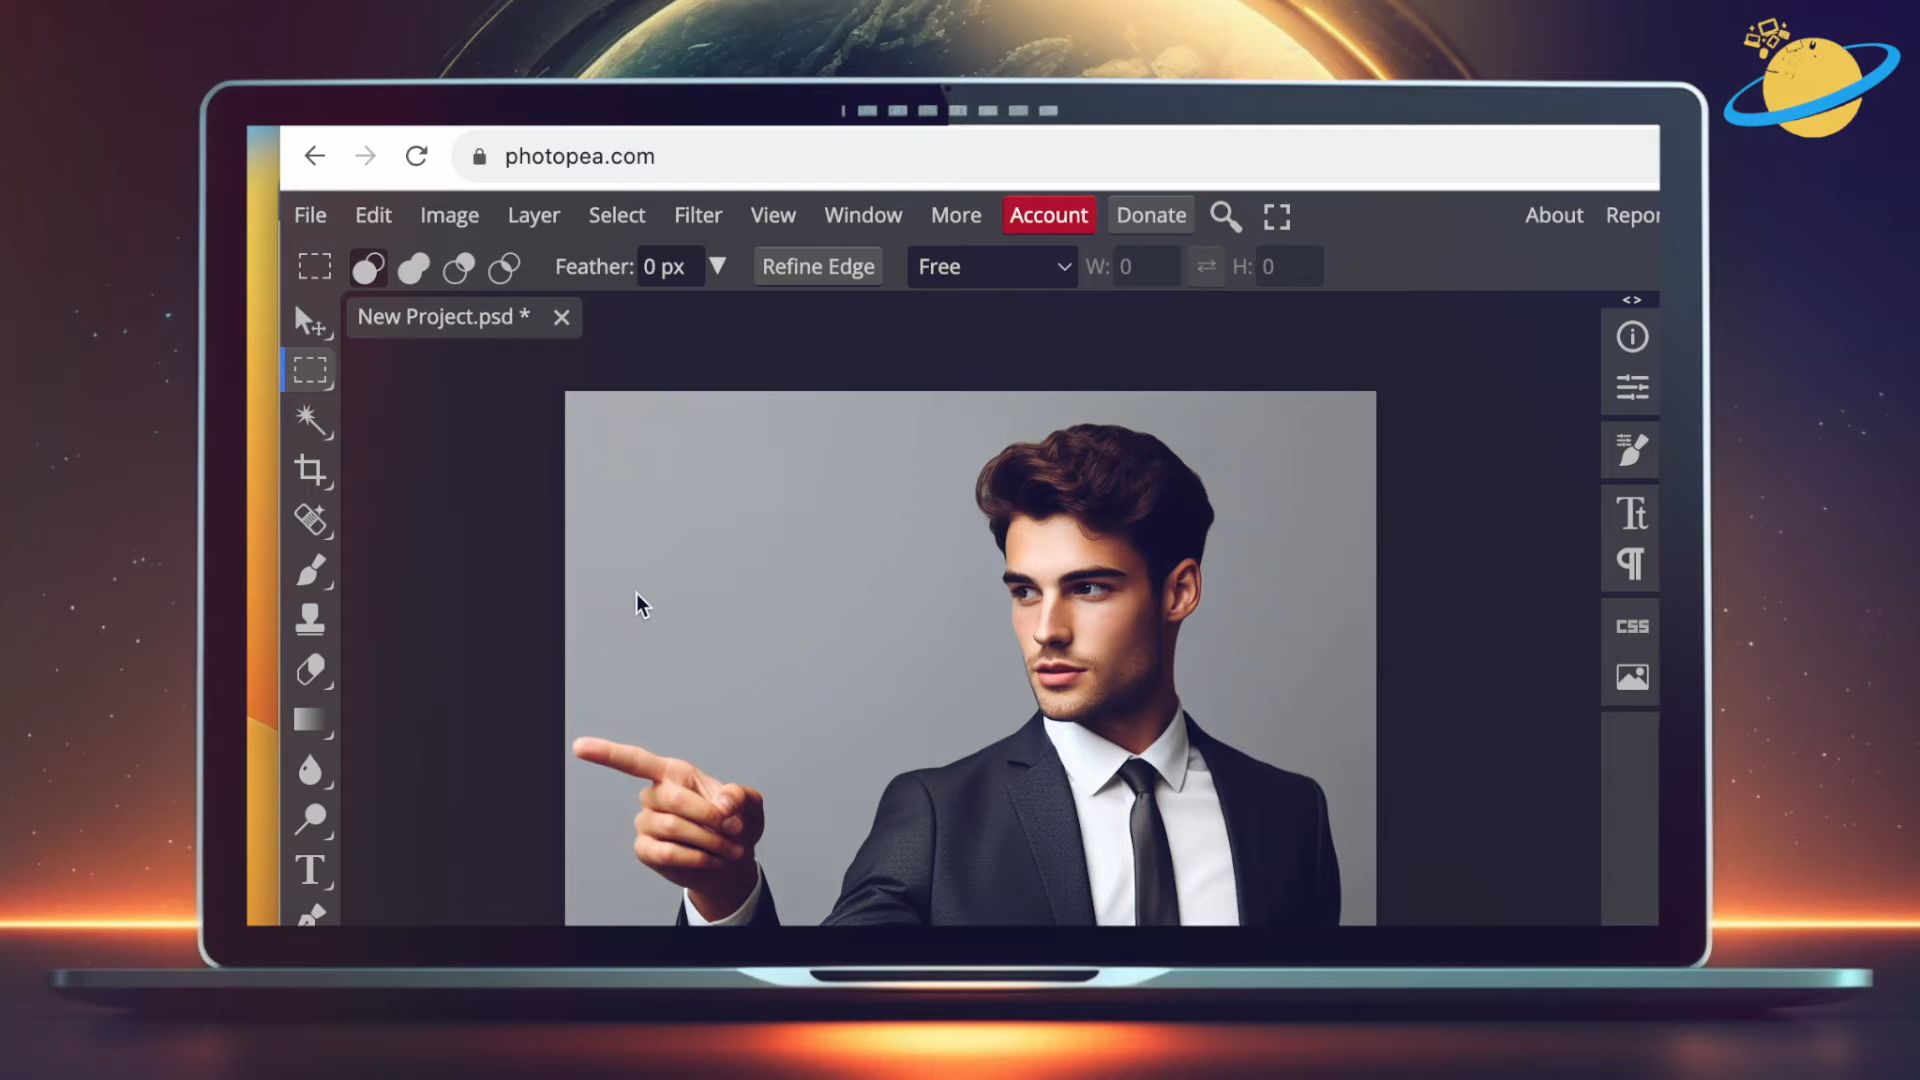 photopea.com
File Edit Image Layer Select Filter View Window More Account Donate About Repor
Feather: 0 px Refine Edge Free W: 0 H: 0
New Project.psd *
CSS